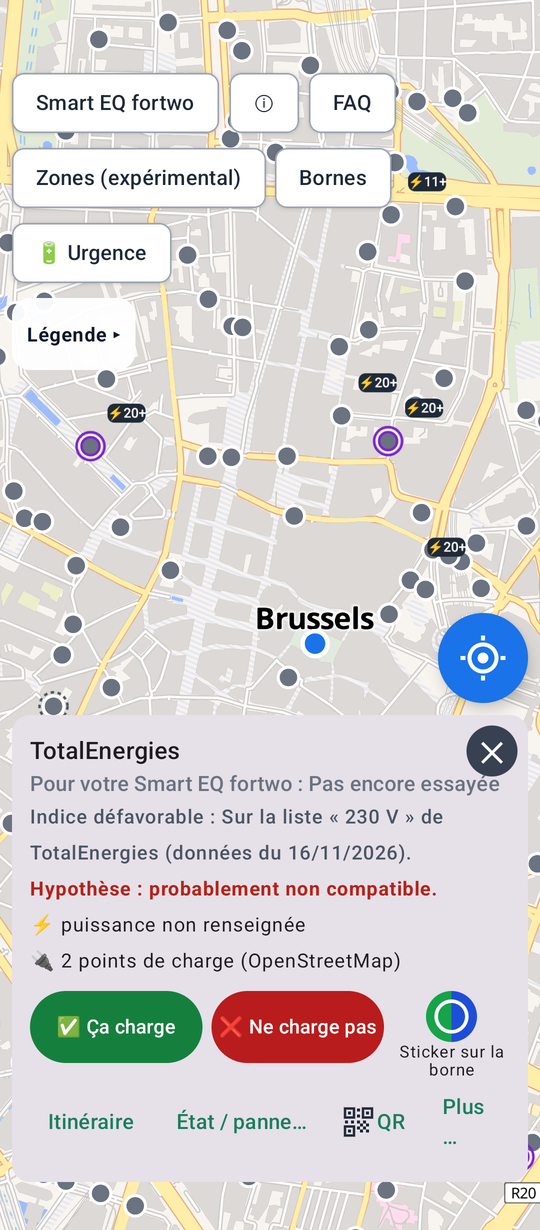 Smart EQ fortwo
ⓘ
FAQ
Zones (expérimental)
Bornes
⚡11+
🔋 Urgence
Légende ▸
⚡20+
⚡20+
⚡20+
⚡20+
Brussels
TotalEnergies
Pour votre Smart EQ fortwo : Pas encore essayée
Indice défavorable : Sur la liste « 230 V » de
TotalEnergies (données du 16/11/2026).
Hypothèse : probablement non compatible.
⚡ puissance non renseignée
🔌 2 points de charge (OpenStreetMap)
✅ Ça charge
❌ Ne charge pas
Sticker sur la
borne
Itinéraire
État / panne…
QR
Plus
…
R20